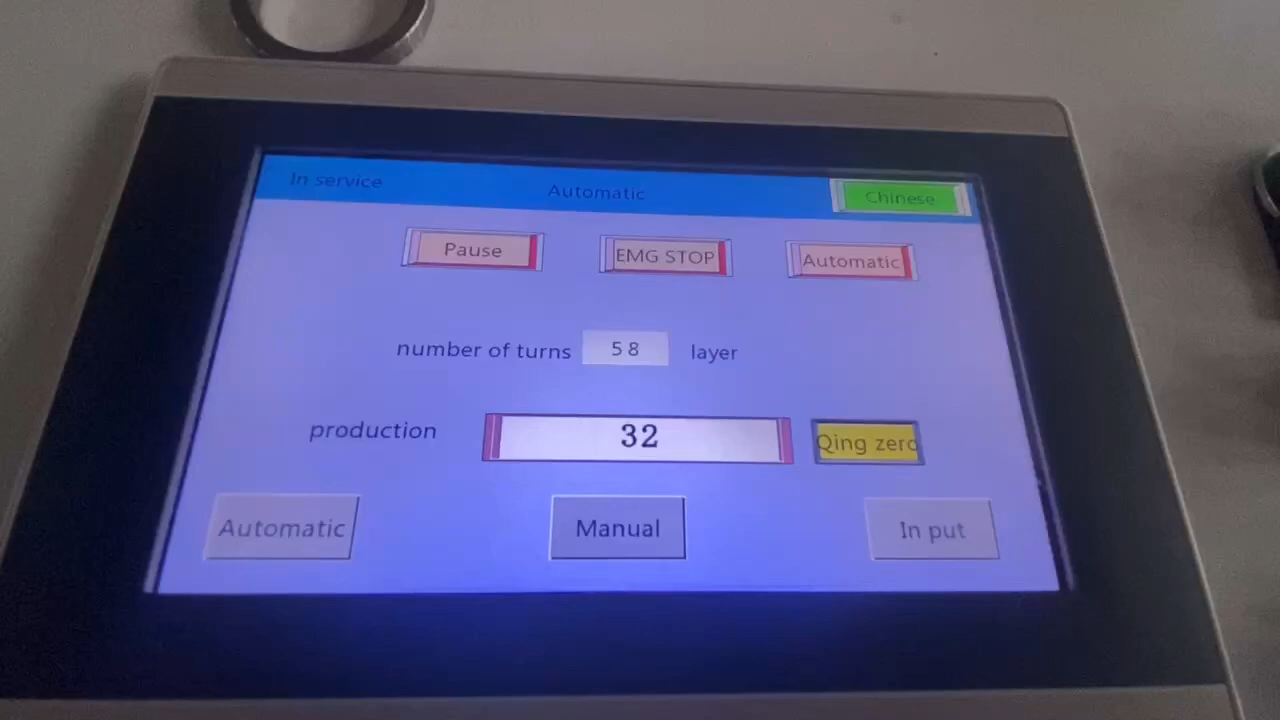 In service Automatic Chinese
Pause EMG STOP Automatic
number of turns 58 layer
production 32 Qing zero
Automatic Manual In put